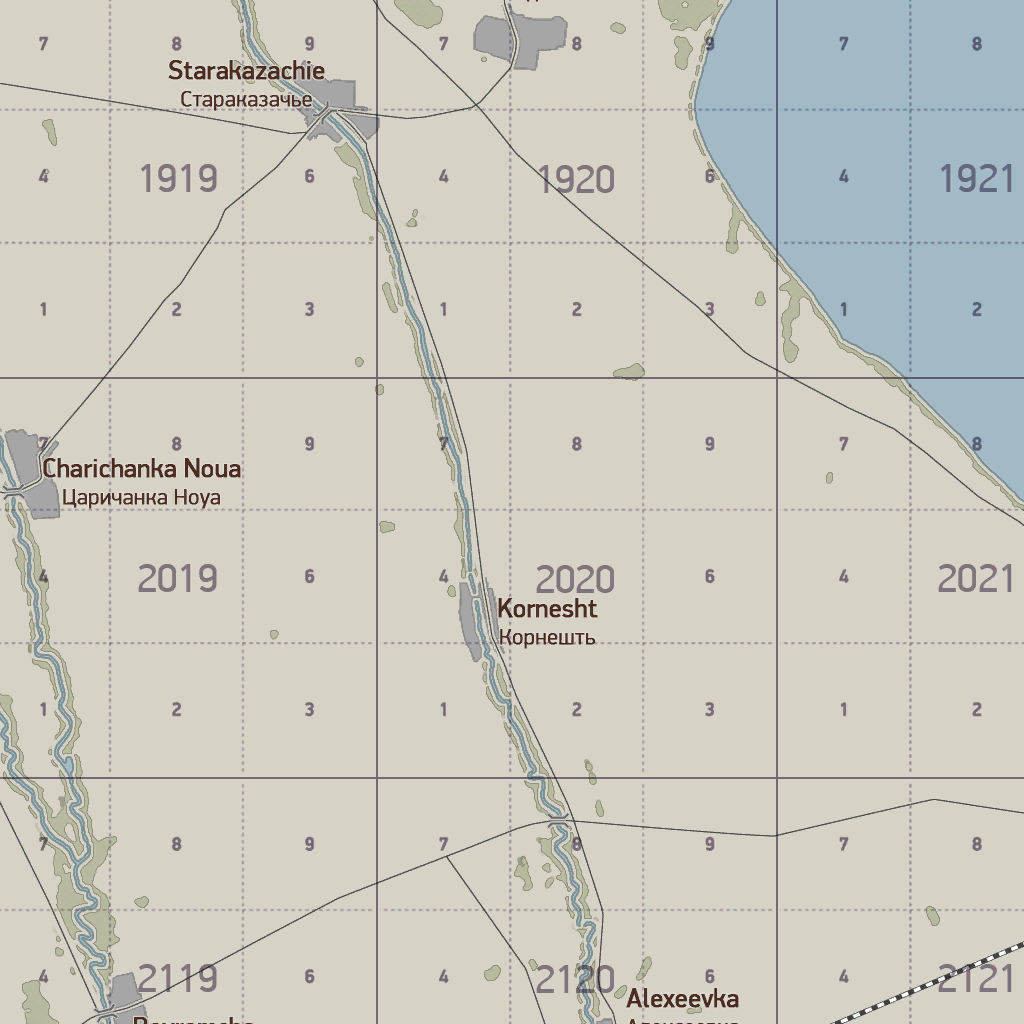 7 8 9 7 8 9 7 8
Starakazachie
Стараказачье
4 1919 6 4 1920 6 4 1921
1 2 3 1 2 3 1 2
7 8 9 7 8 9 7 8
Charichanka Noua
Царичанка Ноуа
4 2019 6 4 2020 6 4 2021
Kornesht
Корнешть
1 2 3 1 2 3 1 2
7 8 9 7 8 9 7 8
4 2119 6 4 2120 6 4 2121
Alexeevka